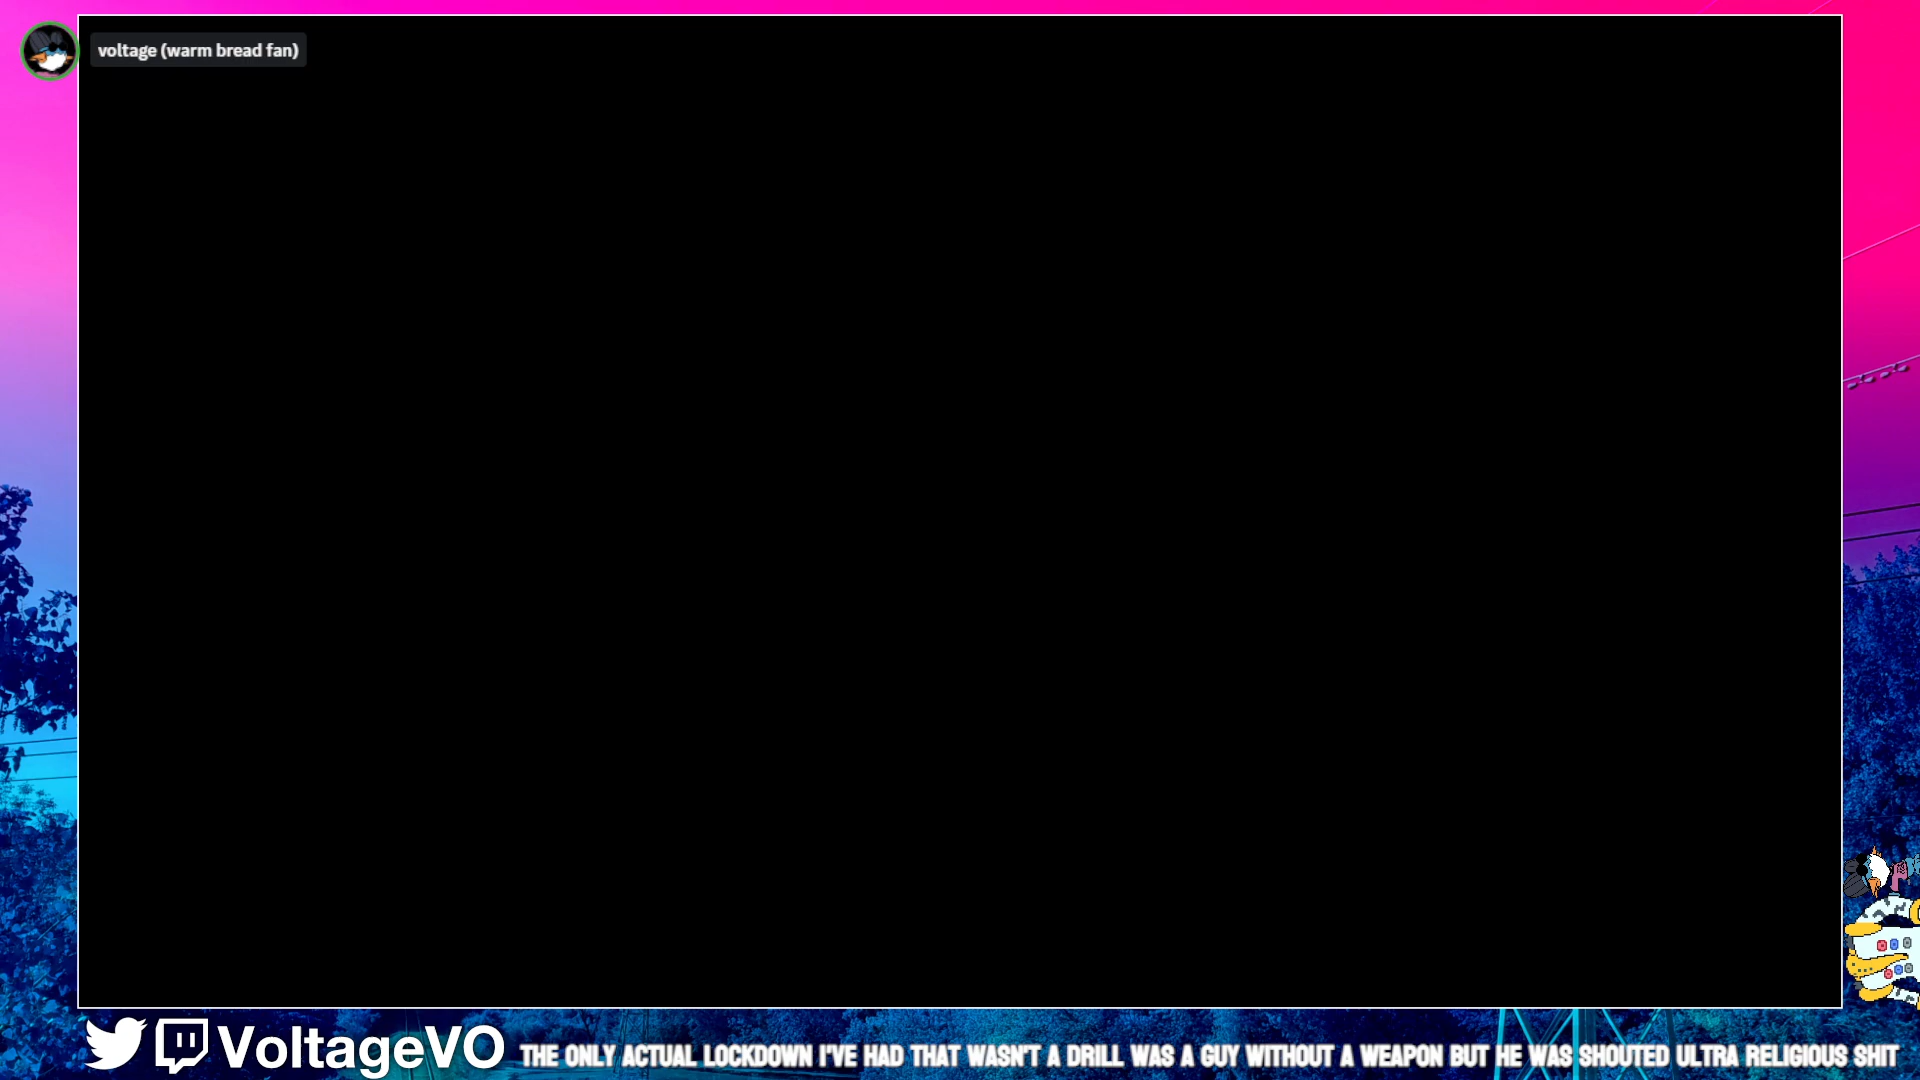 voltage (warm bread fan)
VoltageVO
THE ONLY ACTUAL LOCKDOWN I'VE HAD THAT WASN'T A DRILL WAS A GUY WITHOUT A WEAPON BUT HE WAS SHOUTED ULTRA RELIGIOUS SHIT